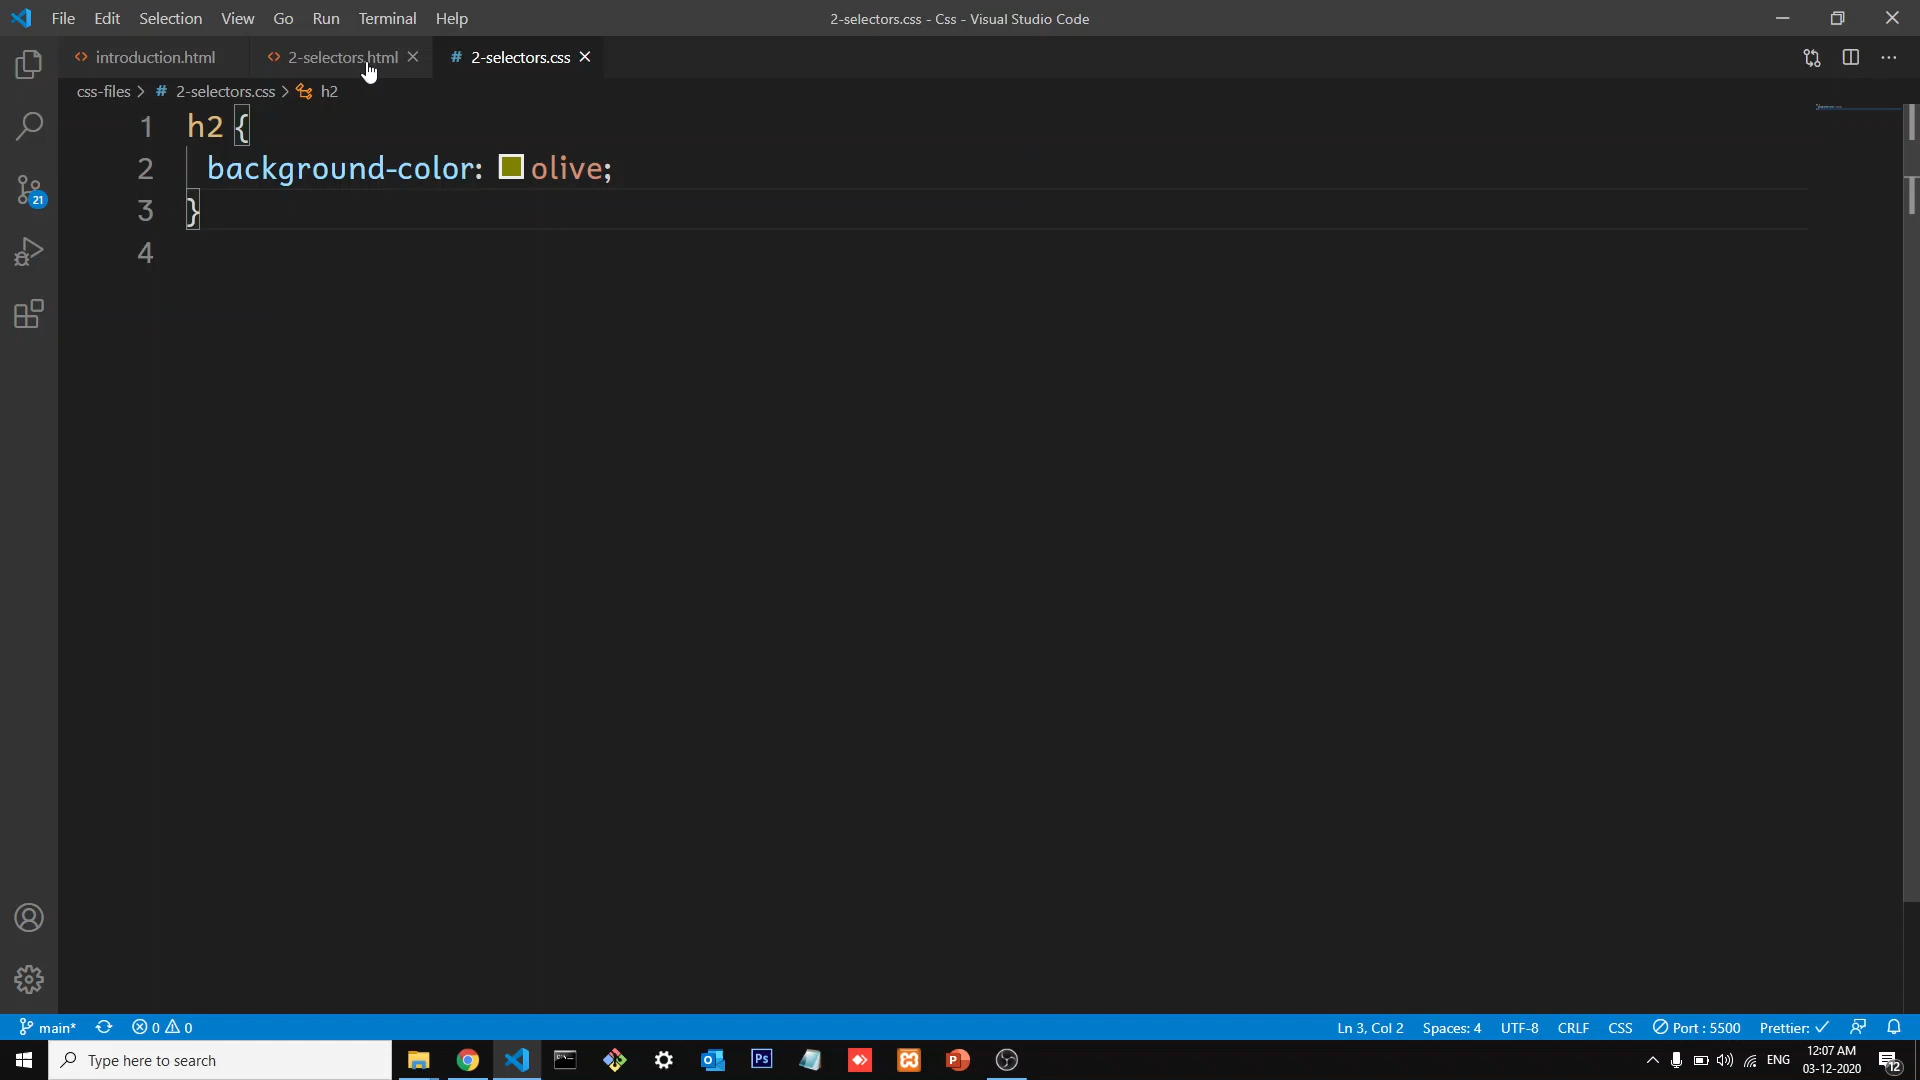 File Edit Selection View Go Run Terminal Help
2-selectors.css - Css - Visual Studio Code
introduction.html
2-selectors.html
# 2-selectors.css
css-files > # 2-selectors.css > h2
1 h2 {
2 background-color: olive;
3 }
4
21
main* 0 0
Ln 3, Col 2 Spaces: 4 UTF-8 CRLF CSS Port : 5500 Prettier: ✓
Type here to search
Ps
ENG
12:07 AM
03-12-2020
12